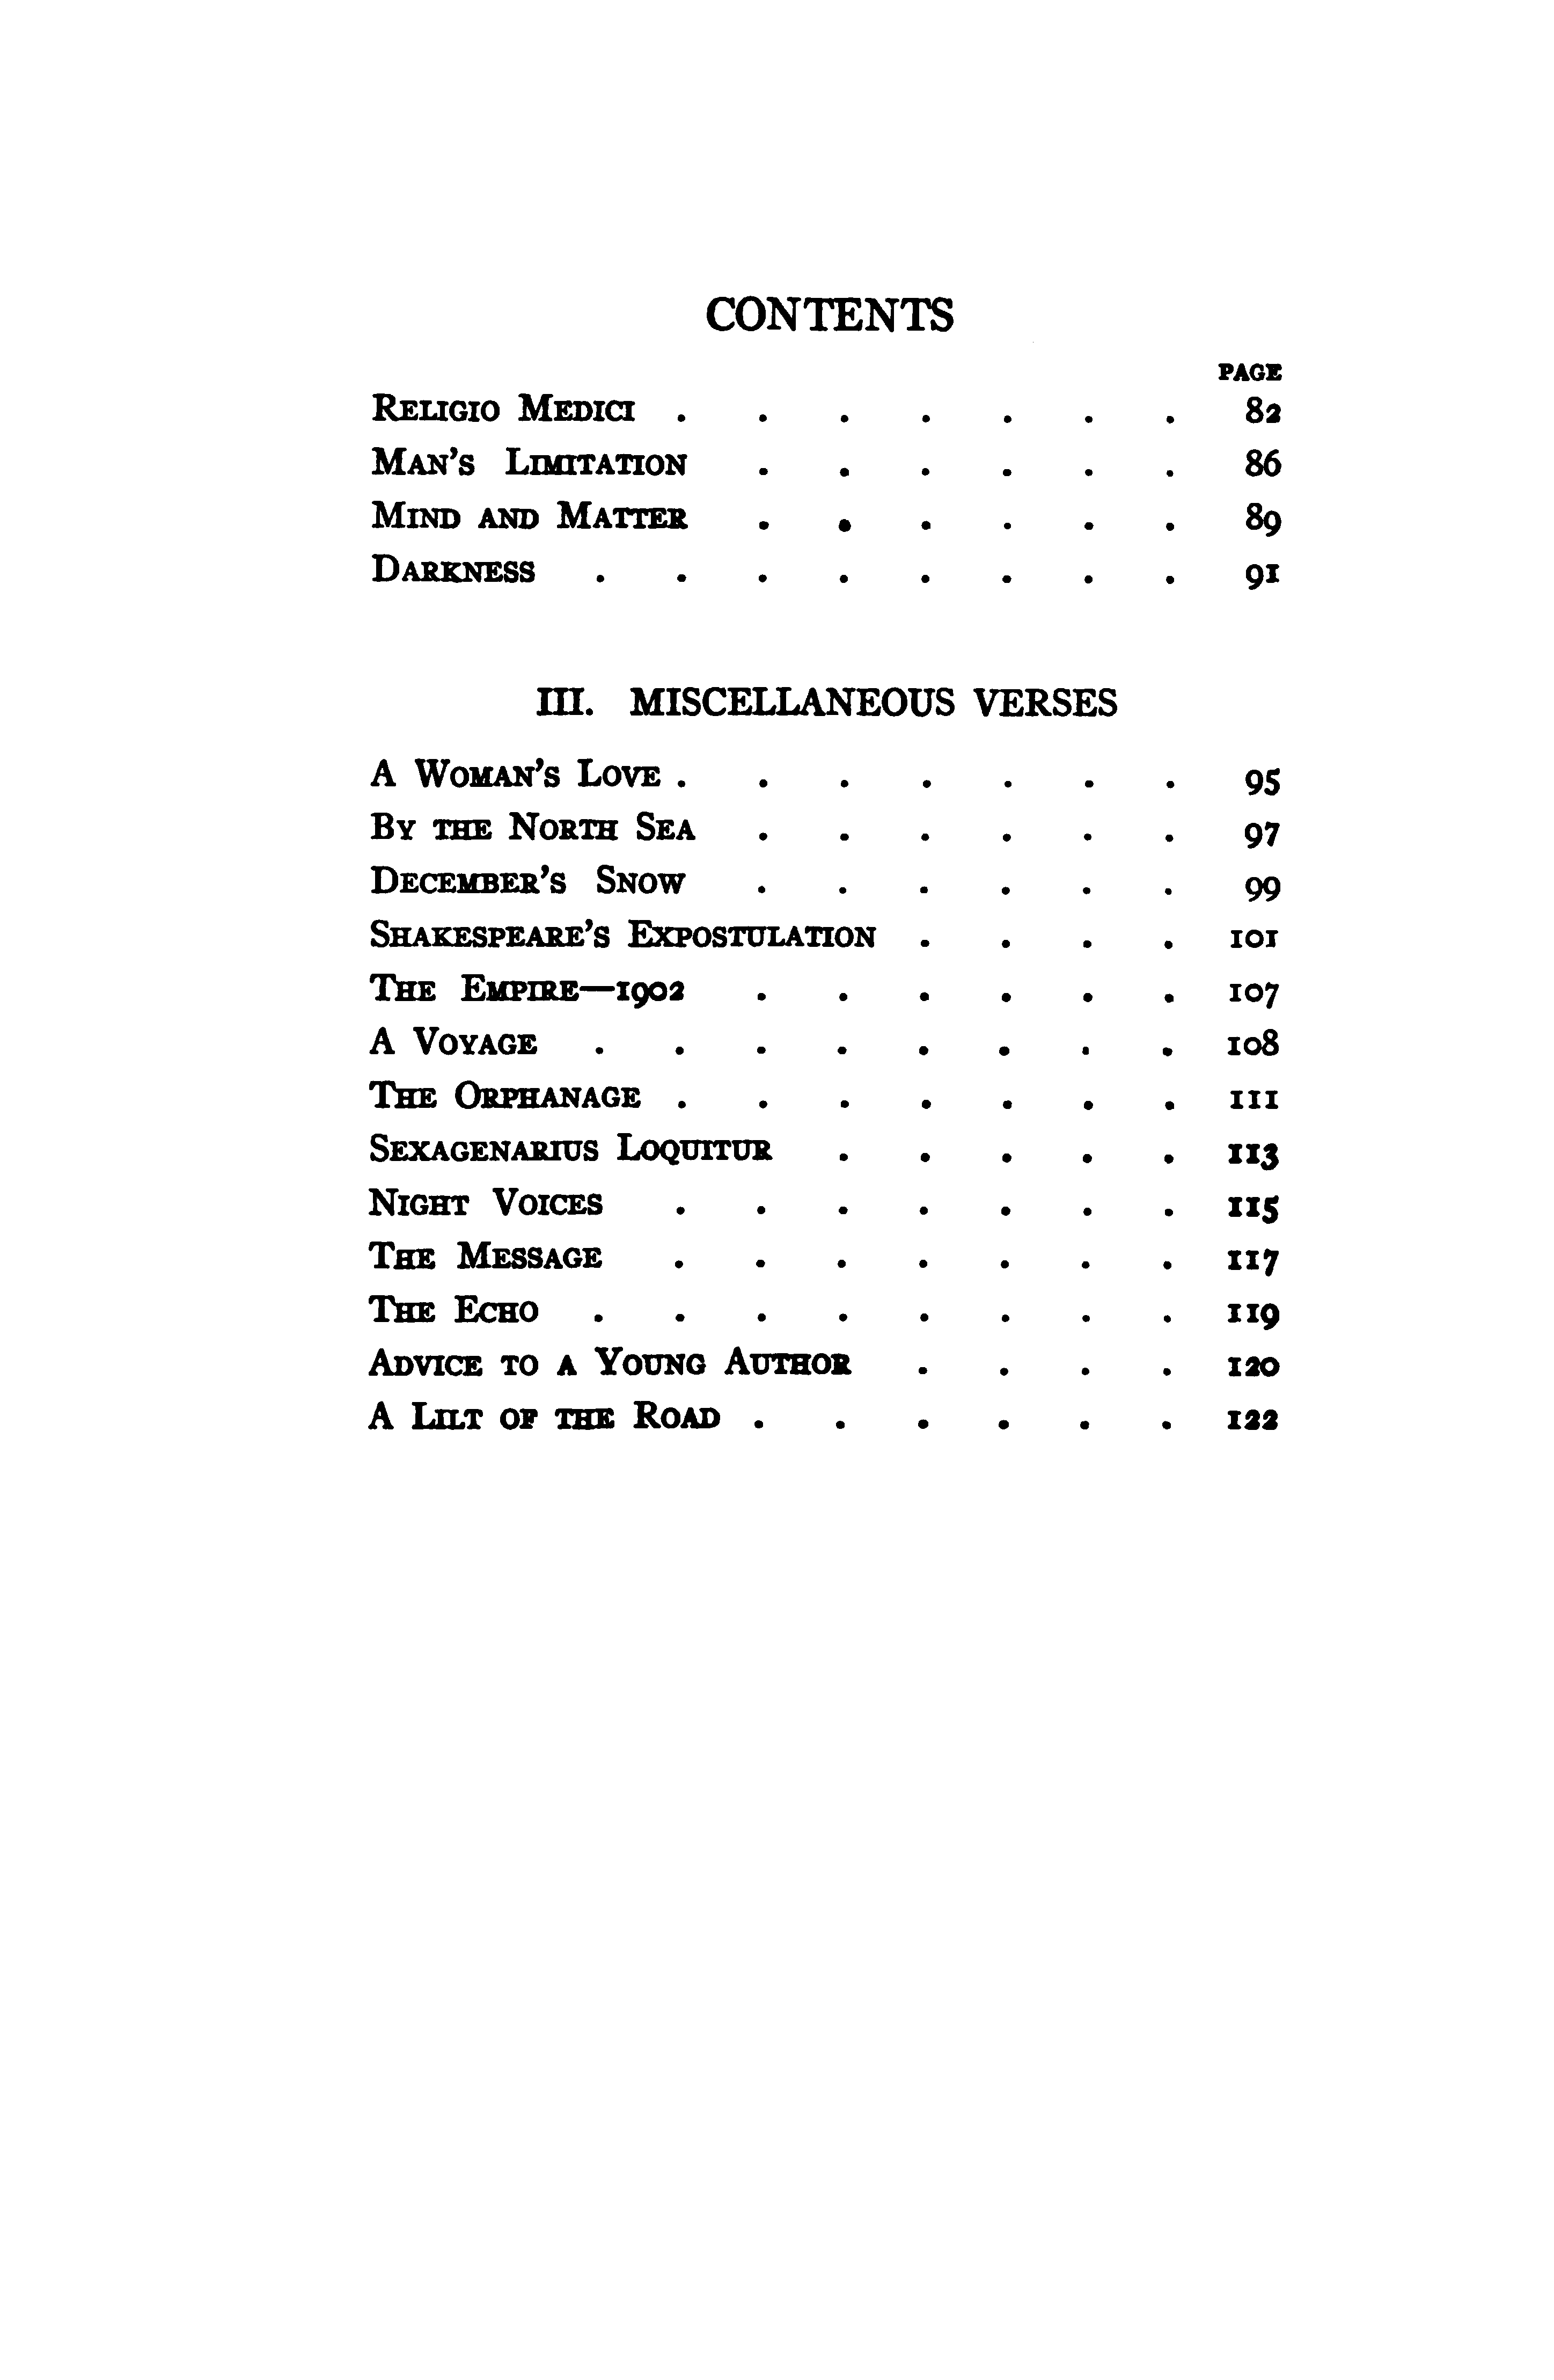 CONTENTS
PAGE
Religio Medici . . . . . . . 82
Man's Limitation . . . . . . 86
Mind and Matter . . . . . . 89
Darkness . . . . . . . . 91
III. MISCELLANEOUS VERSES
A Woman's Love . . . . . . . 95
By the North Sea . . . . . . 97
December's Snow . . . . . . 99
Shakespeare's Expostulation . . . . 101
The Empire—1902 . . . . . . 107
A Voyage . . . . . . . . 108
The Orphanage . . . . . . . 111
Sexagenarius Loquitur . . . . . 113
Night Voices . . . . . . . 115
The Message . . . . . . . 117
The Echo . . . . . . . . 119
Advice to a Young Author . . . . 120
A Lilt of the Road . . . . . . 122